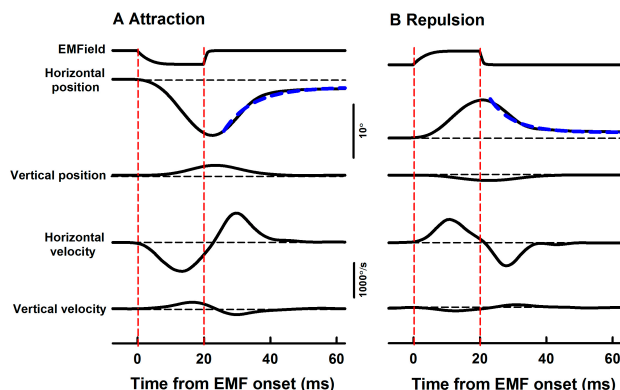 A Attraction
B Repulsion
EMField
Horizontal
position
10°
Vertical position
Horizontal
velocity
1000°/s
Vertical velocity
0 20 40 60
0 20 40 60
Time from EMF onset (ms)
Time from EMF onset (ms)